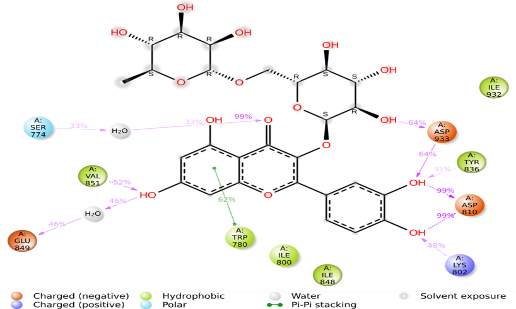 OH
HO R R OH
R
S R
O O
OH
R S
S OH
O
S R
OH 64%
O
A: ILE 932
A: SER 774
33% H₂O 33% 99%
OH O
A: ASP 933
64%
31% A: TYR 836
A: VAL 851
52%
HO
46%
H₂O
46%
A: GLU 849
62%
O
A: TRP 780
OH 99% A: ASP 810
99%
OH
48%
A: LYS 802
A: ILE 800
A: ILE 848
Charged (negative) Hydrophobic Water Solvent exposure
Charged (positive) Polar Pi-Pi stacking